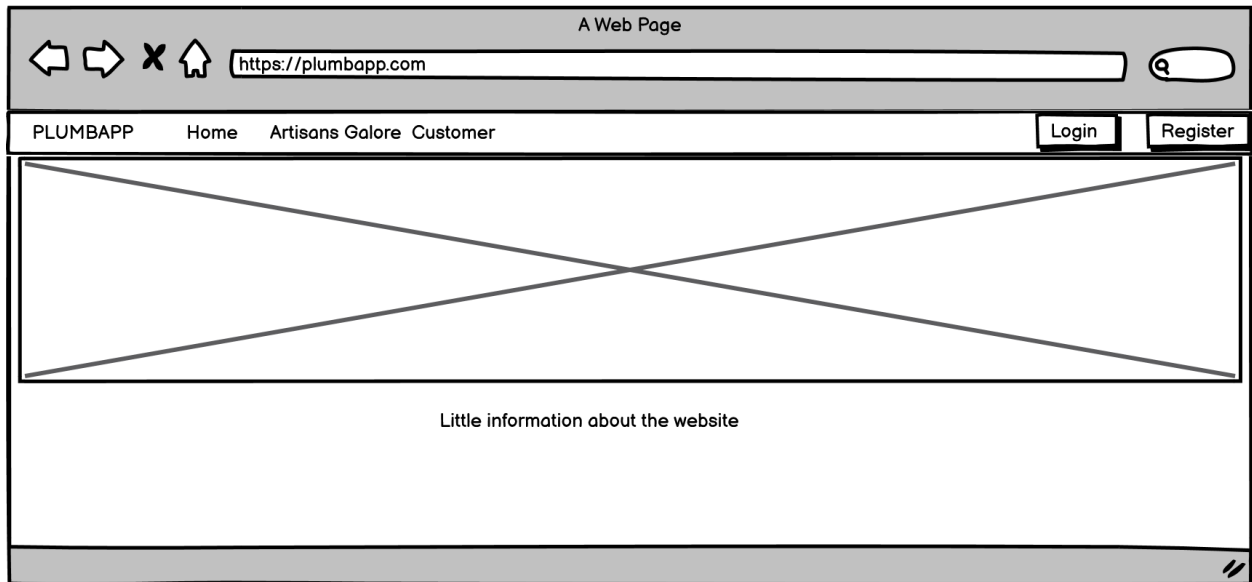 A Web Page
https://plumbapp.com
PLUMBAPP Home Artisans Galore Customer Login Register
Little information about the website